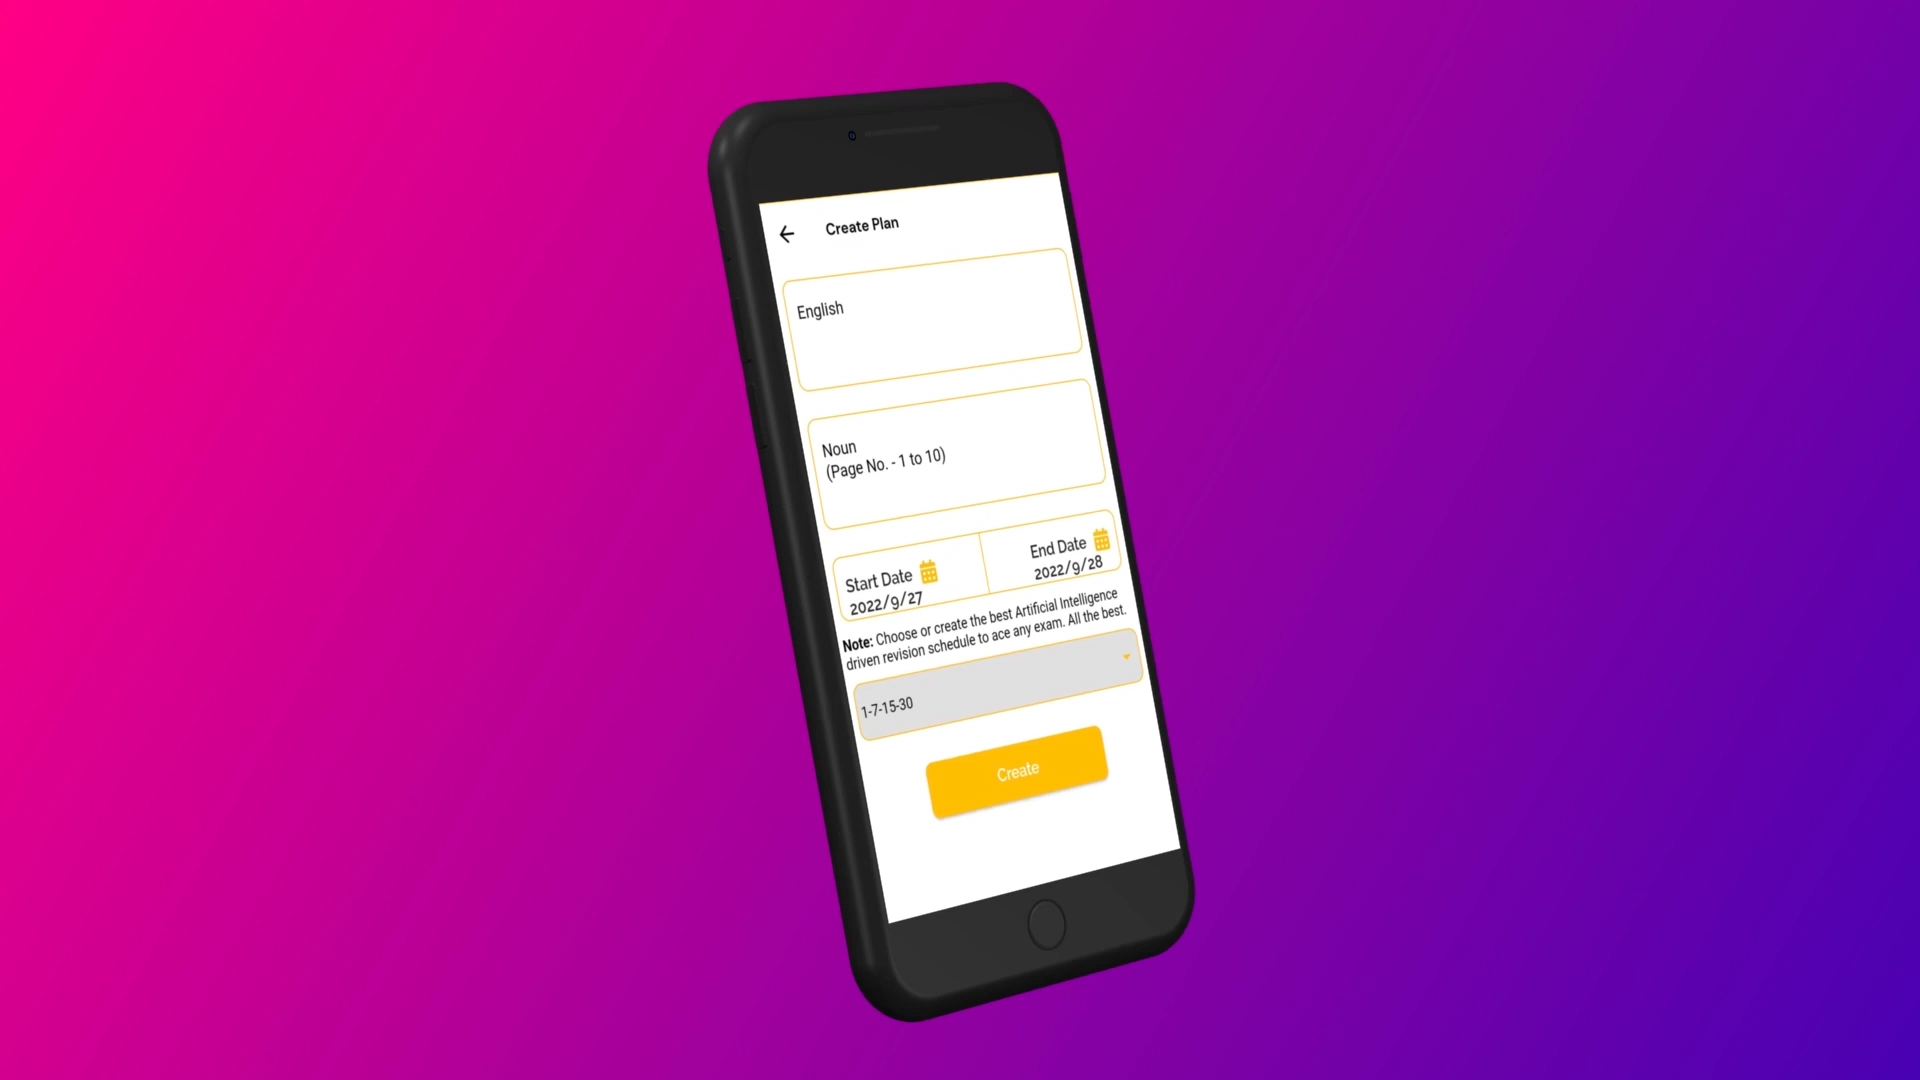 Create Plan
English
Noun
(Page No. - 1 to 10)
Start Date
2022/9/27
End Date
2022/9/28
Note: Choose or create the best Artificial Intelligence
driven revision schedule to ace any exam. All the best.
1-7-15-30
Create